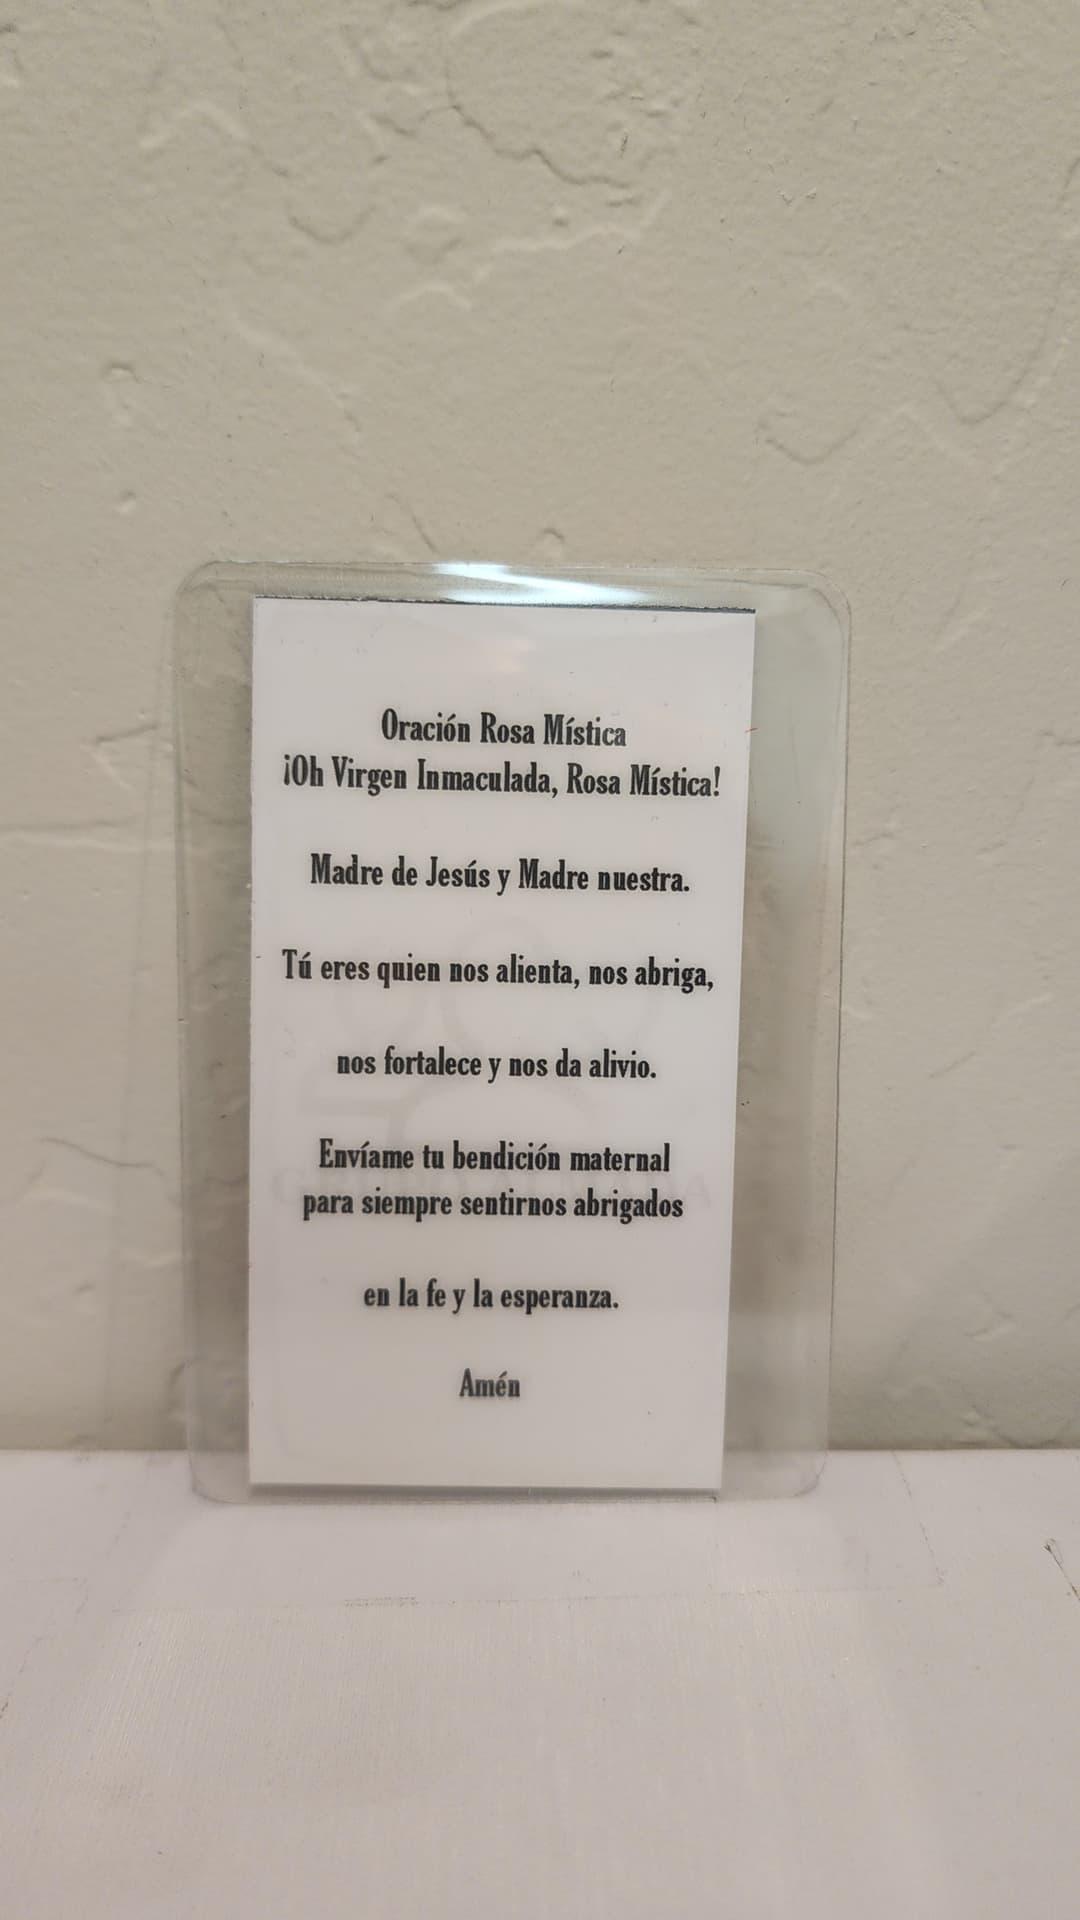 Oración Rosa Mística
¡Oh Virgen Inmaculada, Rosa Mística!
Madre de Jesús y Madre nuestra.
Tú eres quien nos alienta, nos abriga,
nos fortalece y nos da alivio.
Envíame tu bendición maternal
para siempre sentirnos abrigados
en la fe y la esperanza.
Amén